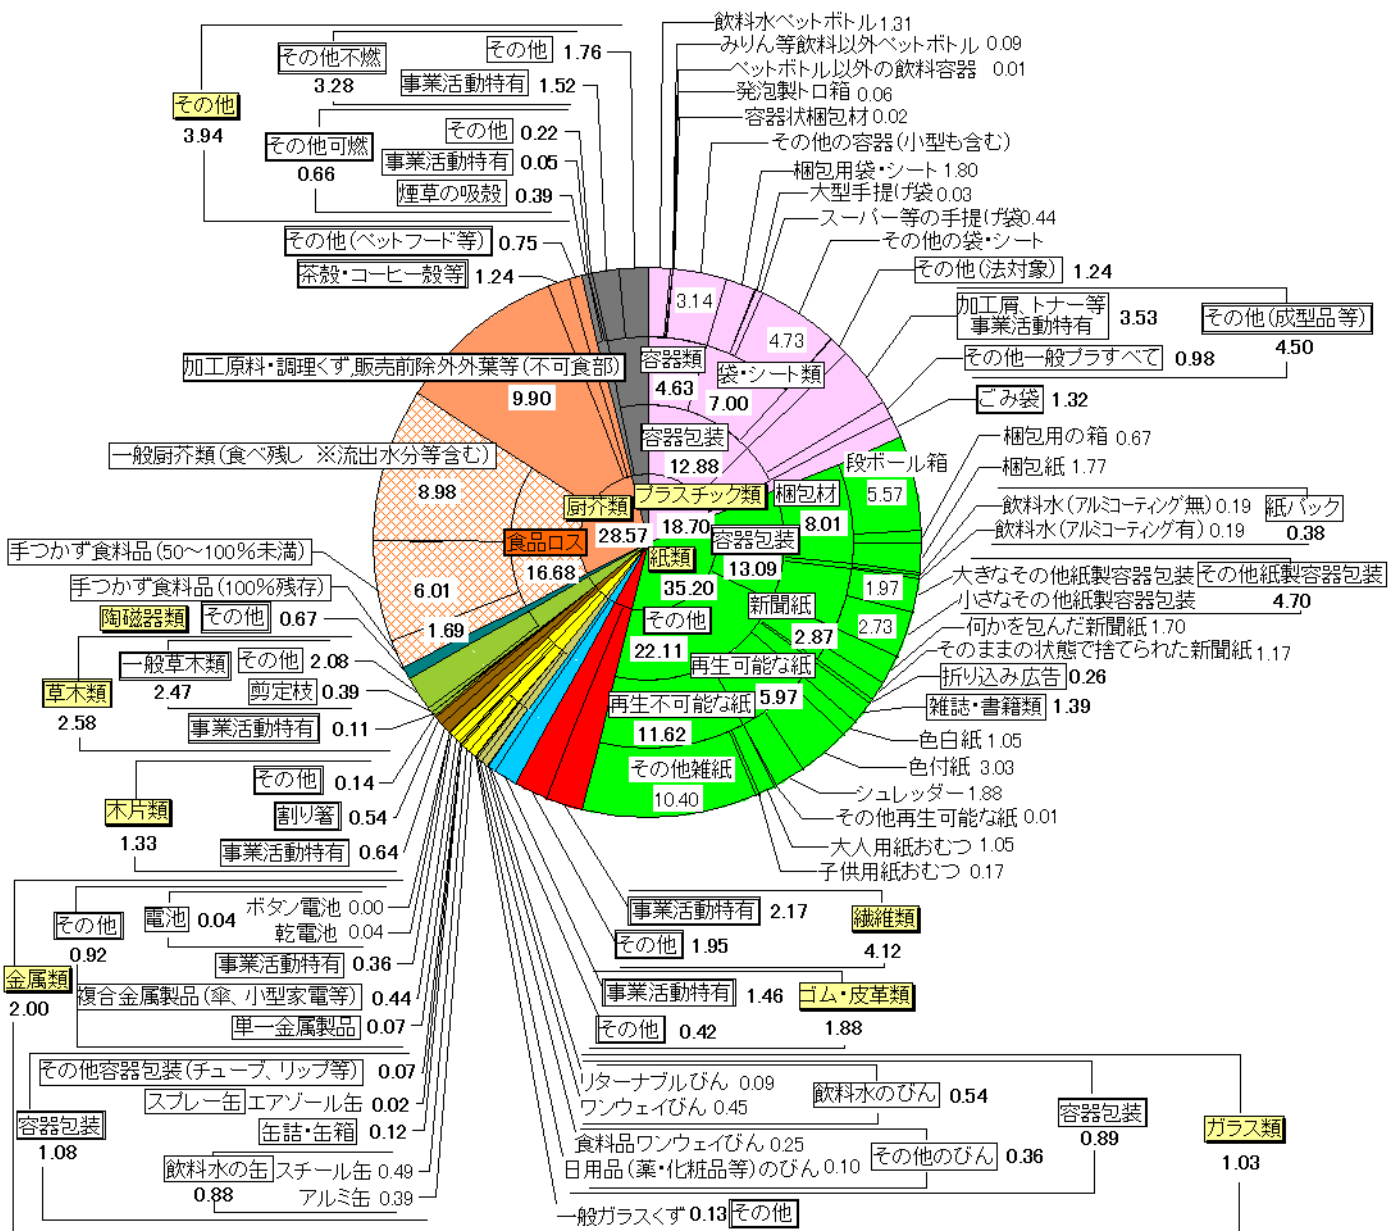 飲料水ペットボトル1.31
みりん等飲料以外ペットボトル 0.09
ペットボトル以外の飲料容器 0.01
発泡製トロ箱 0.06
容器状梱包材 0.02
その他の容器(小型も含む)
3.14
梱包用袋・シート 1.80
大型手提げ袋 0.03
スーパー等の手提げ袋0.44
その他の袋・シート
4.73
その他(法対象) 1.24
加工屑、トナー等
事業活動特有 3.53
その他(成型品等)
4.50
その他一般プラすべて 0.98
ごみ袋 1.32
容器類
4.63
袋・シート類
7.00
容器包装
12.88
プラスチック類
18.70
その他
3.94
その他不燃
3.28
その他 1.76
事業活動特有 1.52
その他可燃
0.66
その他 0.22
事業活動特有 0.05
煙草の吸殻 0.39
その他(ペットフード等) 0.75
茶殻・コーヒー殻等 1.24
加工原料・調理くず,販売前除外外葉等(不可食部)
9.90
一般厨芥類(食べ残し ※流出水分等含む)
8.98
厨芥類
28.57
食品ロス
16.68
手つかず食料品(50～100%未満)
6.01
手つかず食料品(100%残存)
1.69
陶磁器類 その他 0.67
草木類
2.58
一般草木類
2.47
その他 2.08
剪定枝 0.39
事業活動特有 0.11
木片類
1.33
その他 0.14
割り箸 0.54
事業活動特有 0.64
段ボール箱
5.57
梱包用の箱 0.67
梱包紙 1.77
飲料水(アルミコーティング無) 0.19
飲料水(アルミコーティング有) 0.19
紙パック
0.38
大きなその他紙製容器包装
1.97
小さなその他紙製容器包装
2.73
その他紙製容器包装
4.70
梱包材
8.01
容器包装
13.09
紙類
35.20
新聞紙
2.87
何かを包んだ新聞紙 1.70
そのままの状態で捨てられた新聞紙 1.17
折り込み広告 0.26
雑誌・書籍類 1.39
色白紙 1.05
色付紙 3.03
シュレッダー 1.88
その他再生可能な紙 0.01
大人用紙おむつ 1.05
子供用紙おむつ 0.17
その他
22.11
再生可能な紙
5.97
再生不可能な紙
11.62
その他雑紙
10.40
事業活動特有 2.17
その他 1.95
繊維類
4.12
事業活動特有 1.46
その他 0.42
ゴム・皮革類
1.88
金属類
2.00
その他
0.92
電池 0.04
ボタン電池 0.00
乾電池 0.04
事業活動特有 0.36
複合金属製品(傘、小型家電等) 0.44
単一金属製品 0.07
その他容器包装(チューブ、リップ等) 0.07
スプレー缶 エアゾール缶 0.02
缶詰・缶箱 0.12
容器包装
1.08
飲料水の缶
0.88
スチール缶 0.49
アルミ缶 0.39
リターナブルびん 0.09
ワンウェイびん 0.45
飲料水のびん 0.54
食料品ワンウェイびん 0.25
日用品(薬・化粧品等)のびん 0.10
その他のびん 0.36
容器包装
0.89
ガラス類
1.03
一般ガラスくず 0.13 その他